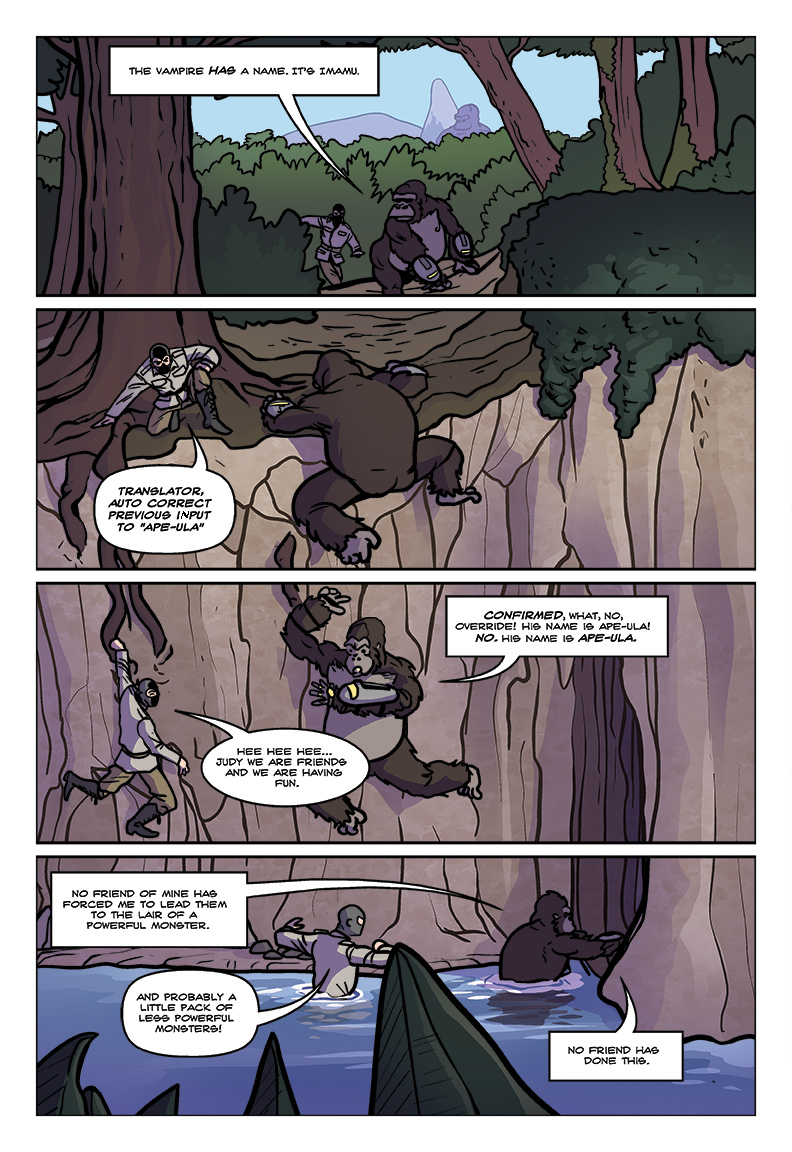 THE VAMPIRE HAS A NAME. IT'S IMAMU.
TRANSLATOR,
AUTO CORRECT
PREVIOUS INPUT
TO "APE-ULA"
CONFIRMED, WHAT, NO,
OVERRIDE! HIS NAME IS APE-ULA!
NO. HIS NAME IS APE-ULA.
HEE HEE HEE...
JUDY WE ARE FRIENDS
AND WE ARE HAVING
FUN.
NO FRIEND OF MINE HAS
FORCED ME TO LEAD THEM
TO THE LAIR OF A
POWERFUL MONSTER.
AND PROBABLY A
LITTLE PACK OF
LESS POWERFUL
MONSTERS!
NO FRIEND HAS
DONE THIS.